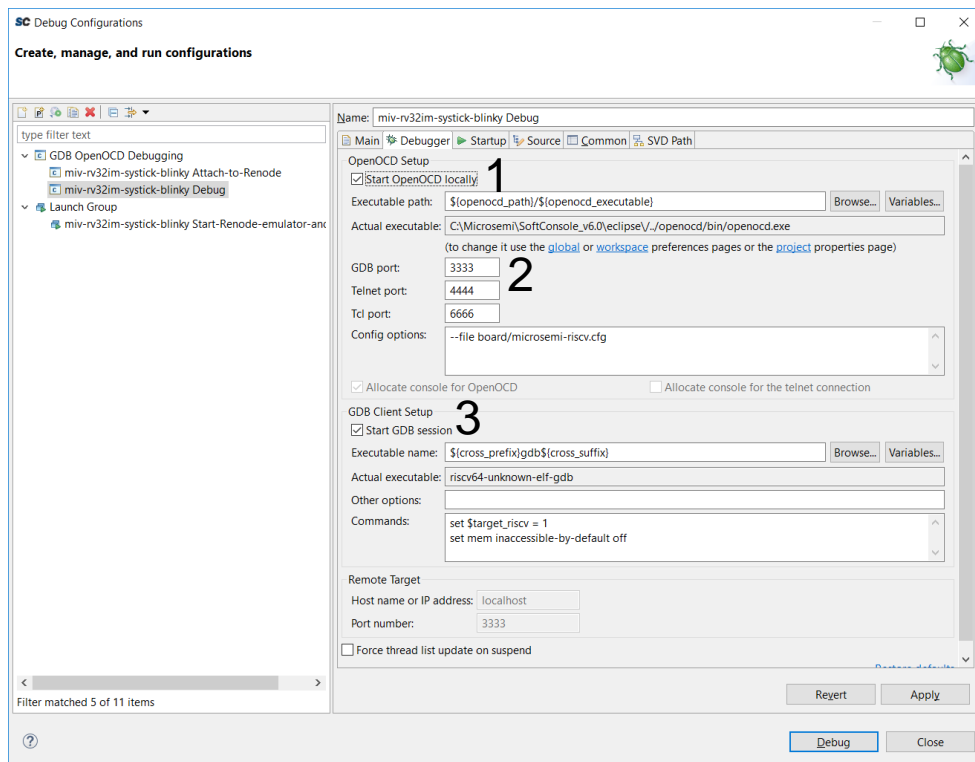 SC Debug Configurations
Create, manage, and run configurations
type filter text
GDB OpenOCD Debugging
miv-rv32im-systick-blinky Attach-to-Renode
miv-rv32im-systick-blinky Debug
Launch Group
miv-rv32im-systick-blinky Start-Renode-emulator-and
Filter matched 5 of 11 items
Name: miv-rv32im-systick-blinky Debug
Main Debugger Startup Source Common SVD Path
OpenOCD Setup
1
Start OpenOCD locally
Executable path: ${openocd_path}/${openocd_executable} Browse... Variables...
Actual executable: C:\Microsemi\SoftConsole_v6.0\eclipse\/../openocd/bin/openocd.exe
(to change it use the global or workspace preferences pages or the project properties page)
GDB port: 3333
2
Telnet port: 4444
Tcl port: 6666
Config options: --file board/microsemi-riscv.cfg
Allocate console for OpenOCD Allocate console for the telnet connection
GDB Client Setup
3
Start GDB session
Executable name: ${cross_prefix}gdb${cross_suffix} Browse... Variables...
Actual executable: riscv64-unknown-elf-gdb
Other options:
Commands: set $target_riscv = 1
set mem inaccessible-by-default off
Remote Target
Host name or IP address: localhost
Port number: 3333
Force thread list update on suspend
Restore defaults
Revert Apply
? Debug Close